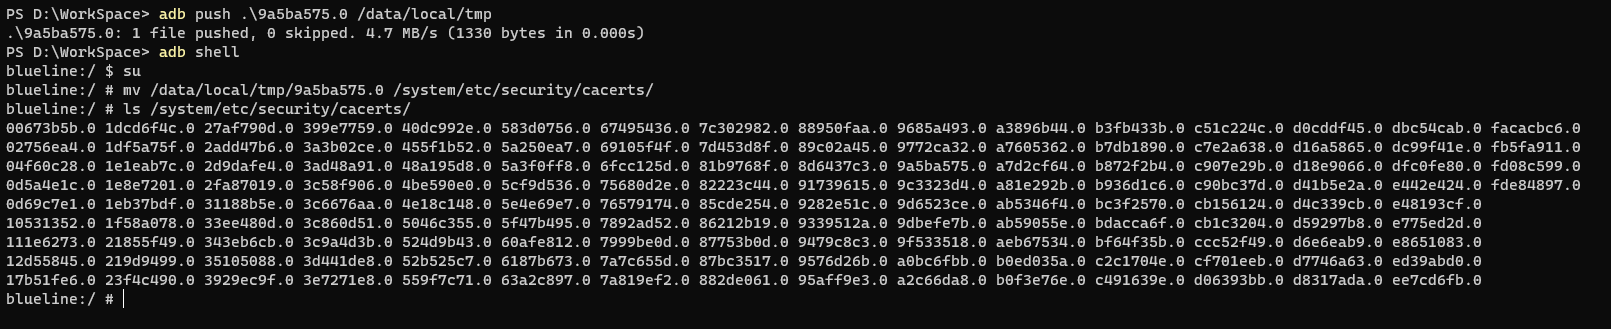 PS D:\WorkSpace> adb push .\9a5ba575.0 /data/local/tmp
.\9a5ba575.0: 1 file pushed, 0 skipped. 4.7 MB/s (1330 bytes in 0.000s)
PS D:\WorkSpace> adb shell
blueline:/ $ su
blueline:/ # mv /data/local/tmp/9a5ba575.0 /system/etc/security/cacerts/
blueline:/ # ls /system/etc/security/cacerts/
00673b5b.0 1dcd6f4c.0 27af790d.0 399e7759.0 40dc992e.0 583d0756.0 67495436.0 7c302982.0 88950faa.0 9685a493.0 a3896b44.0 b3fb433b.0 c51c224c.0 d0cddf45.0 dbc54cab.0 facacbc6.0
02756ea4.0 1df5a75f.0 2add47b6.0 3a3b02ce.0 455f1b52.0 5a250ea7.0 69105f4f.0 7d453d8f.0 89c02a45.0 9772ca32.0 a7605362.0 b7db1890.0 c7e2a638.0 d16a5865.0 dc99f41e.0 fb5fa911.0
04f60c28.0 1e1eab7c.0 2d9dafe4.0 3ad48a91.0 48a195d8.0 5a3f0ff8.0 6fcc125d.0 81b9768f.0 8d6437c3.0 9a5ba575.0 a7d2cf64.0 b872f2b4.0 c907e29b.0 d18e9066.0 dfc0fe80.0 fd08c599.0
0d5a4e1c.0 1e8e7201.0 2fa87019.0 3c58f906.0 4be590e0.0 5cf9d536.0 75680d2e.0 82223c44.0 91739615.0 9c3323d4.0 a81e292b.0 b936d1c6.0 c90bc37d.0 d41b5e2a.0 e442e424.0 fde84897.0
0d69c7e1.0 1eb37bdf.0 31188b5e.0 3c6676aa.0 4e18c148.0 5e4e69e7.0 76579174.0 85cde254.0 9282e51c.0 9d6523ce.0 ab5346f4.0 bc3f2570.0 cb156124.0 d4c339cb.0 e48193cf.0
10531352.0 1f58a078.0 33ee480d.0 3c860d51.0 5046c355.0 5f47b495.0 7892ad52.0 86212b19.0 9339512a.0 9dbefe7b.0 ab59055e.0 bdacca6f.0 cb1c3204.0 d59297b8.0 e775ed2d.0
111e6273.0 21855f49.0 343eb6cb.0 3c9a4d3b.0 524d9b43.0 60afe812.0 7999be0d.0 87753b0d.0 9479c8c3.0 9f533518.0 aeb67534.0 bf64f35b.0 ccc52f49.0 d6e6eab9.0 e8651083.0
12d55845.0 219d9499.0 35105088.0 3d441de8.0 52b525c7.0 6187b673.0 7a7c655d.0 87bc3517.0 9576d26b.0 a0bc6fbb.0 b0ed035a.0 c2c1704e.0 cf701eeb.0 d7746a63.0 ed39abd0.0
17b51fe6.0 23f4c490.0 3929ec9f.0 3e7271e8.0 559f7c71.0 63a2c897.0 7a819ef2.0 882de061.0 95aff9e3.0 a2c66da8.0 b0f3e76e.0 c491639e.0 d06393bb.0 d8317ada.0 ee7cd6fb.0
blueline:/ #